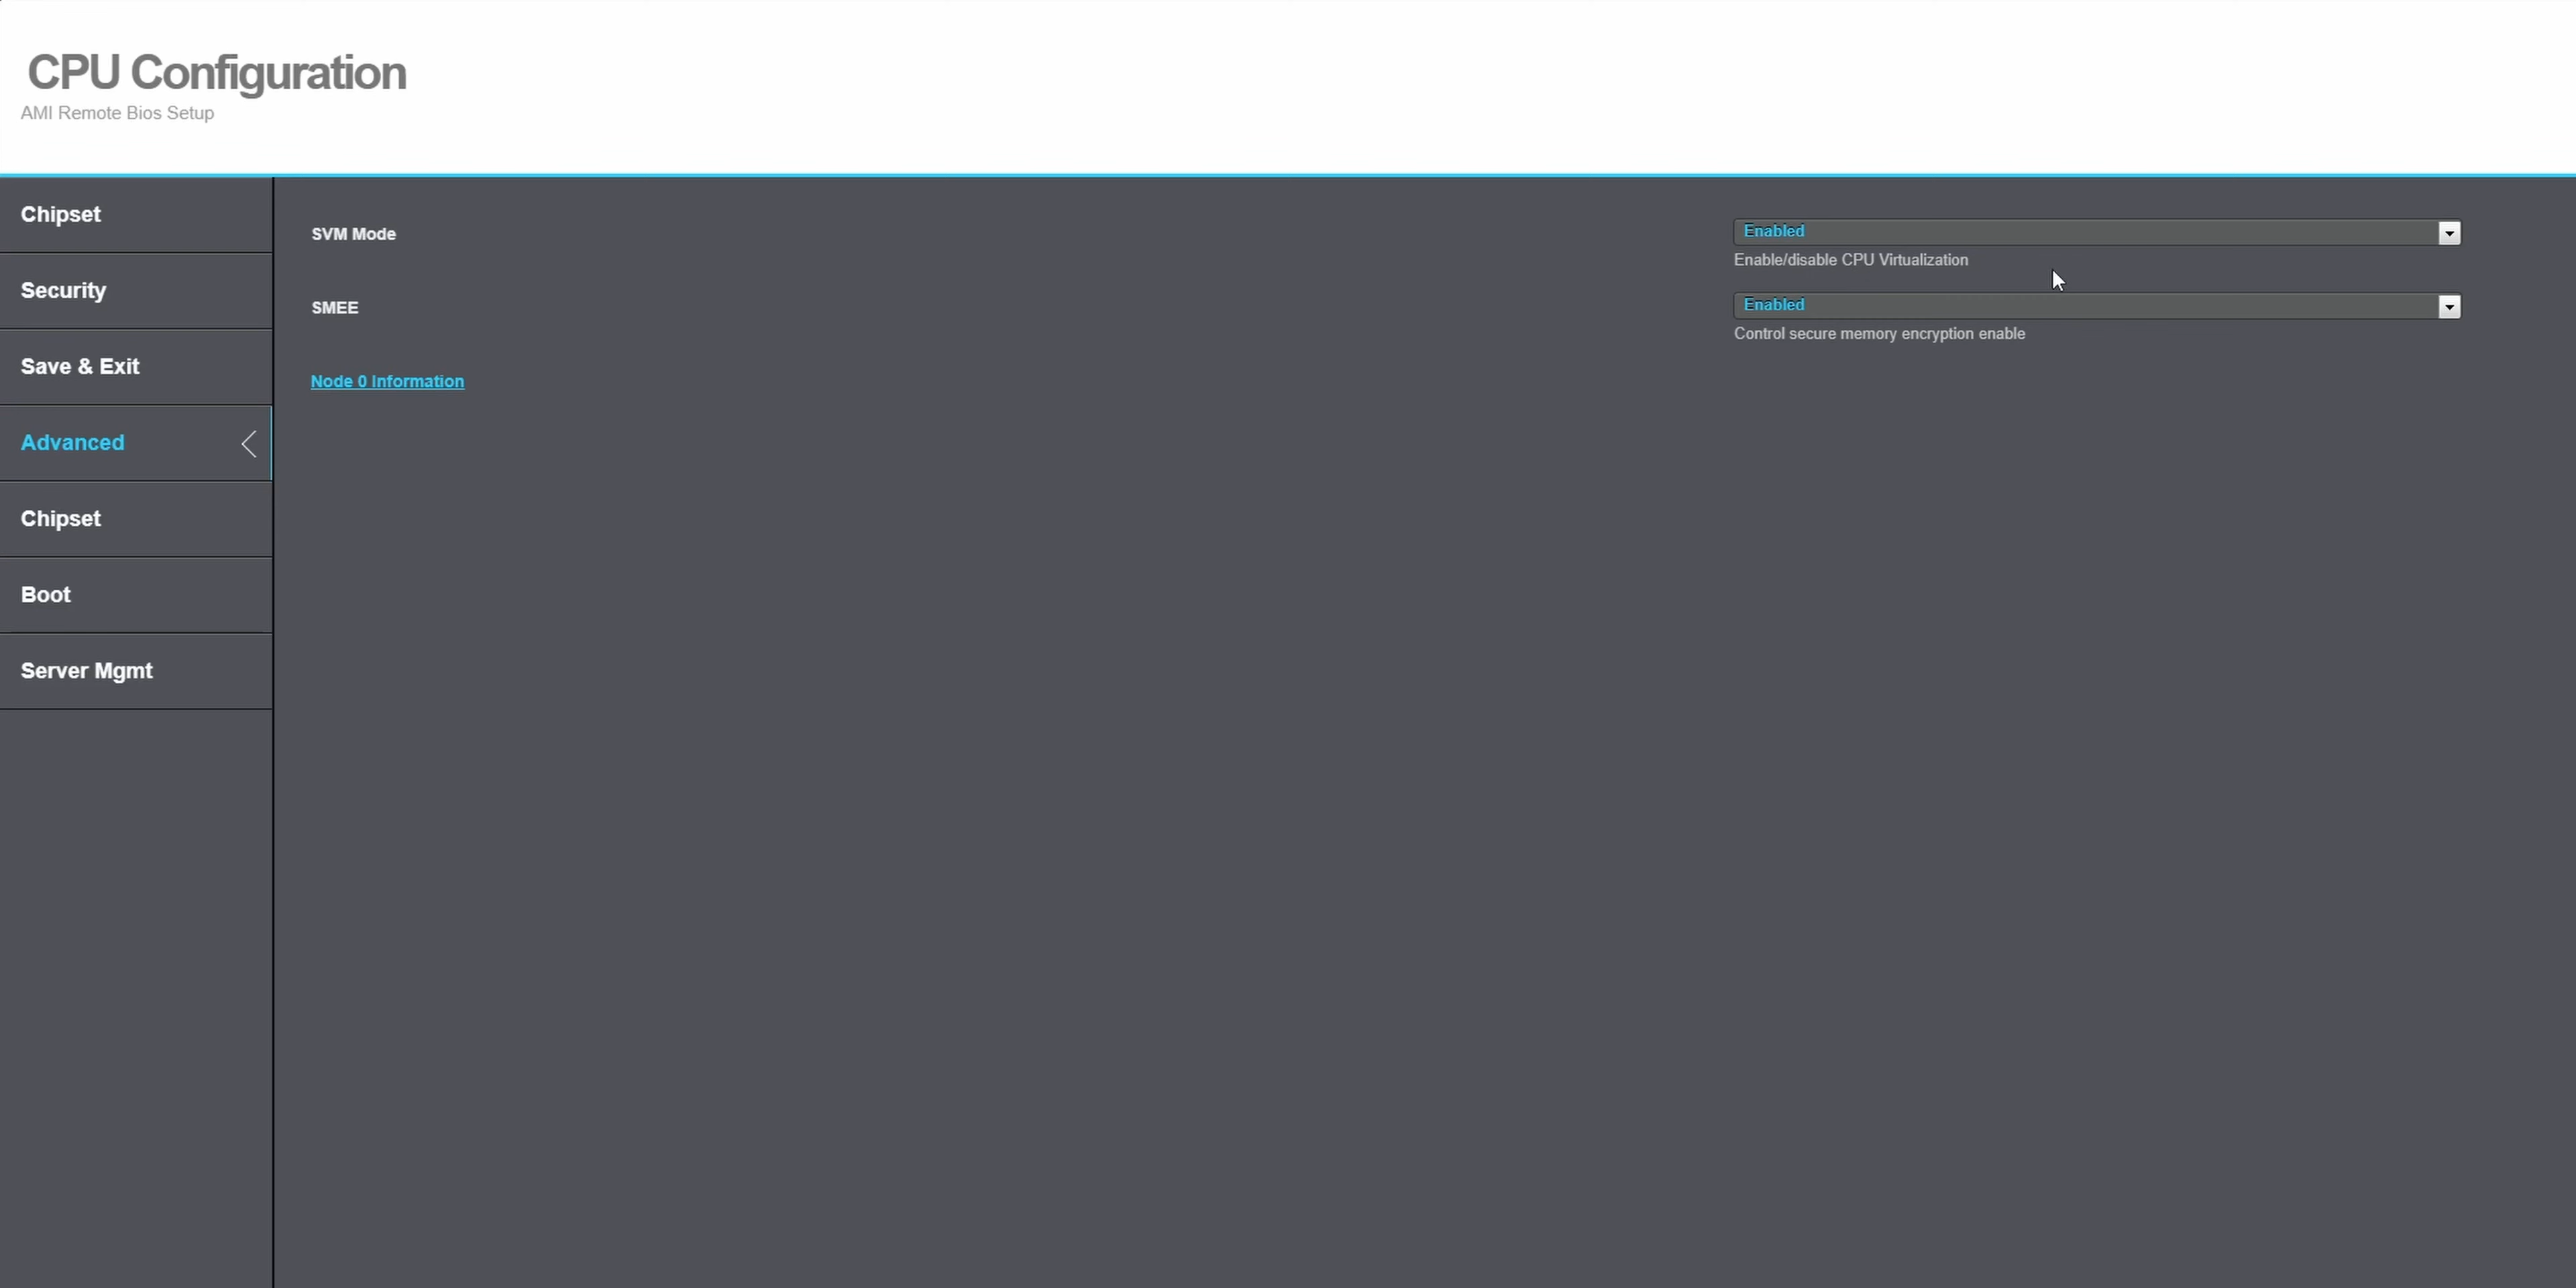 CPU Configuration
AMI Remote Bios Setup
Chipset
Security
Save & Exit
Advanced
Chipset
Boot
Server Mgmt
SVM Mode
Enabled
Enable/disable CPU Virtualization
SMEE
Enabled
Control secure memory encryption enable
Node 0 Information